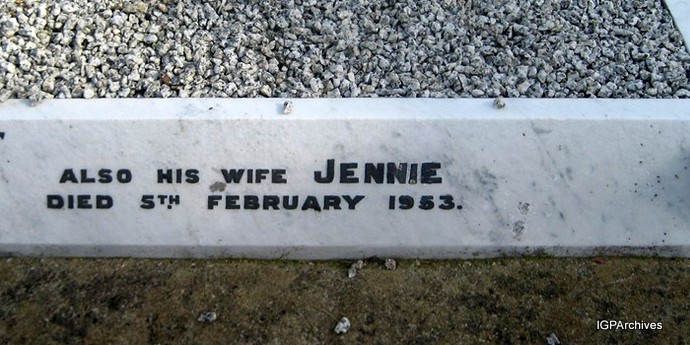 ALSO HIS WIFE JENNIE
DIED 5TH FEBRUARY 1953.
IGPArchives